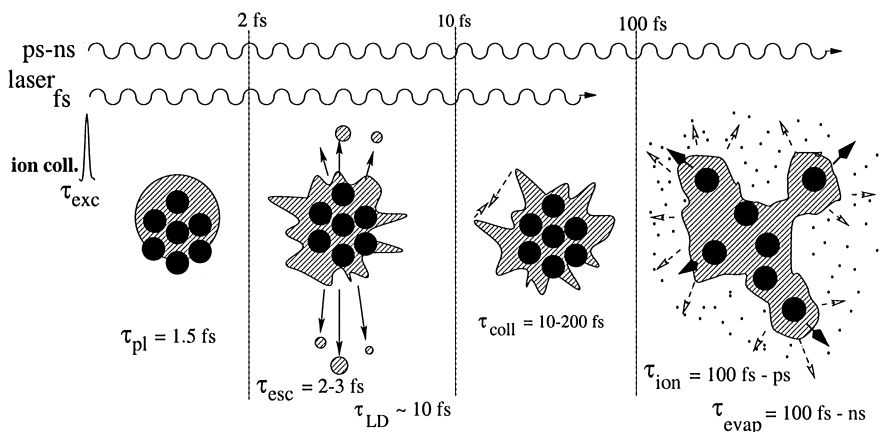 2 fs 10 fs 100 fs
ps-ns
laser
fs
ion coll.
τexc
τpl = 1.5 fs
τesc = 2-3 fs
τLD ~ 10 fs
τcoll = 10-200 fs
τion = 100 fs - ps
τevap = 100 fs - ns